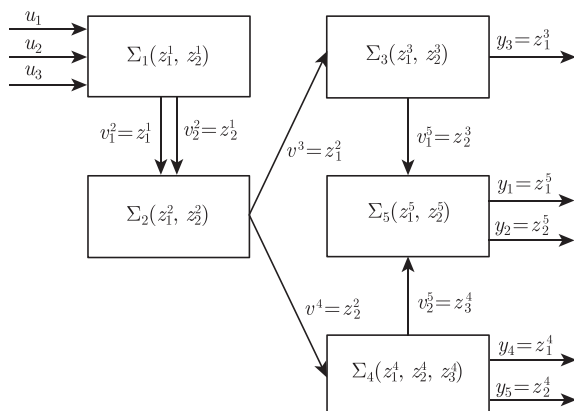 u₁
u₂
u₃
Σ₁(z₁¹, z₂¹)
Σ₃(z₁³, z₂³)
y₃=z₁³
v₁²=z₁¹
v₂²=z₂¹
v³=z₁²
v₁⁵=z₂³
Σ₂(z₁², z₂²)
Σ₅(z₁⁵, z₂⁵)
y₁=z₁⁵
y₂=z₂⁵
v⁴=z₂²
v₂⁵=z₃⁴
Σ₄(z₁⁴, z₂⁴, z₃⁴)
y₄=z₁⁴
y₅=z₂⁴